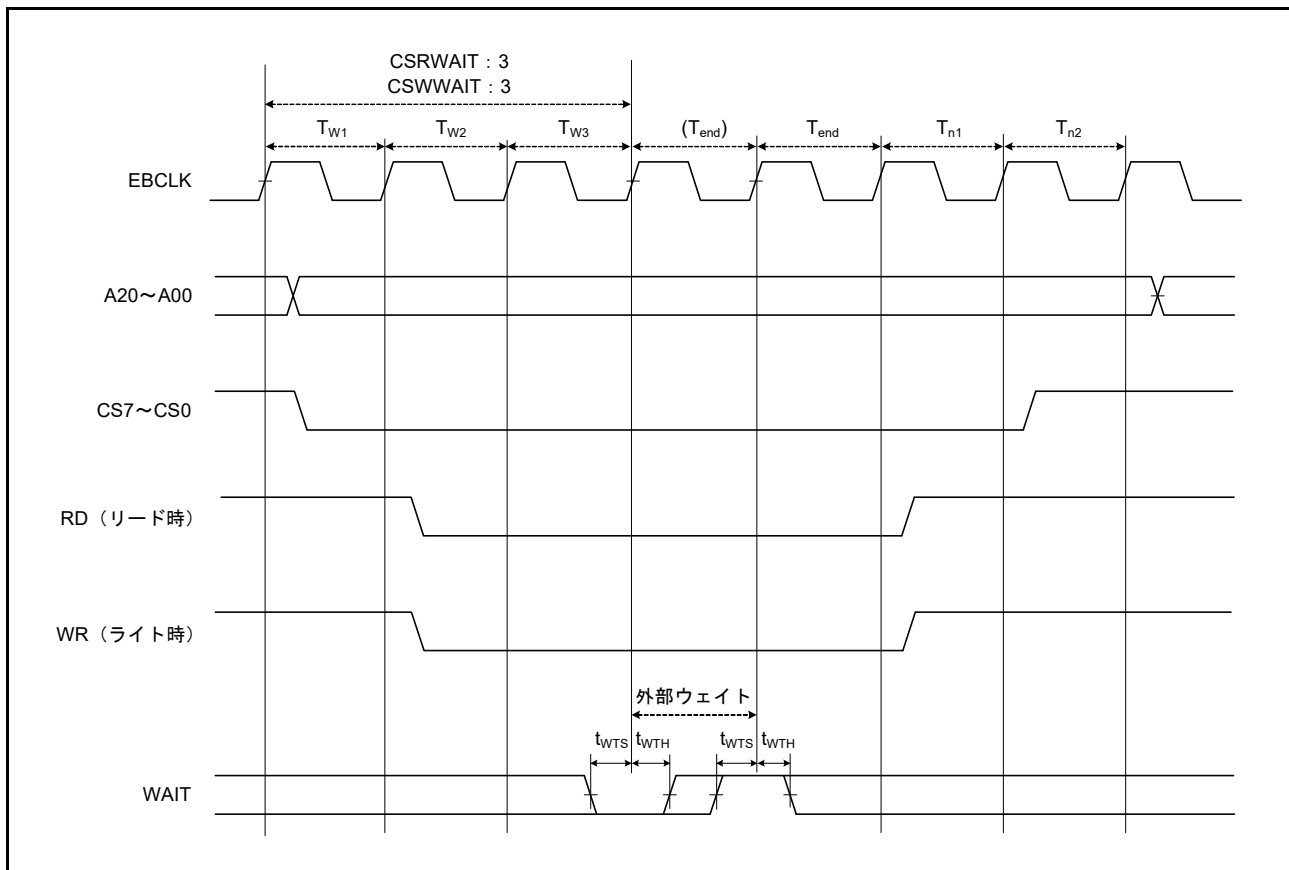 CSRWAIT：3
CSWWAIT：3
TW1 TW2 TW3 (Tend) Tend Tn1 Tn2
EBCLK
A20～A00
CS7～CS0
RD（リード時）
WR（ライト時）
外部ウェイト
tWTS tWTH tWTS tWTH
WAIT